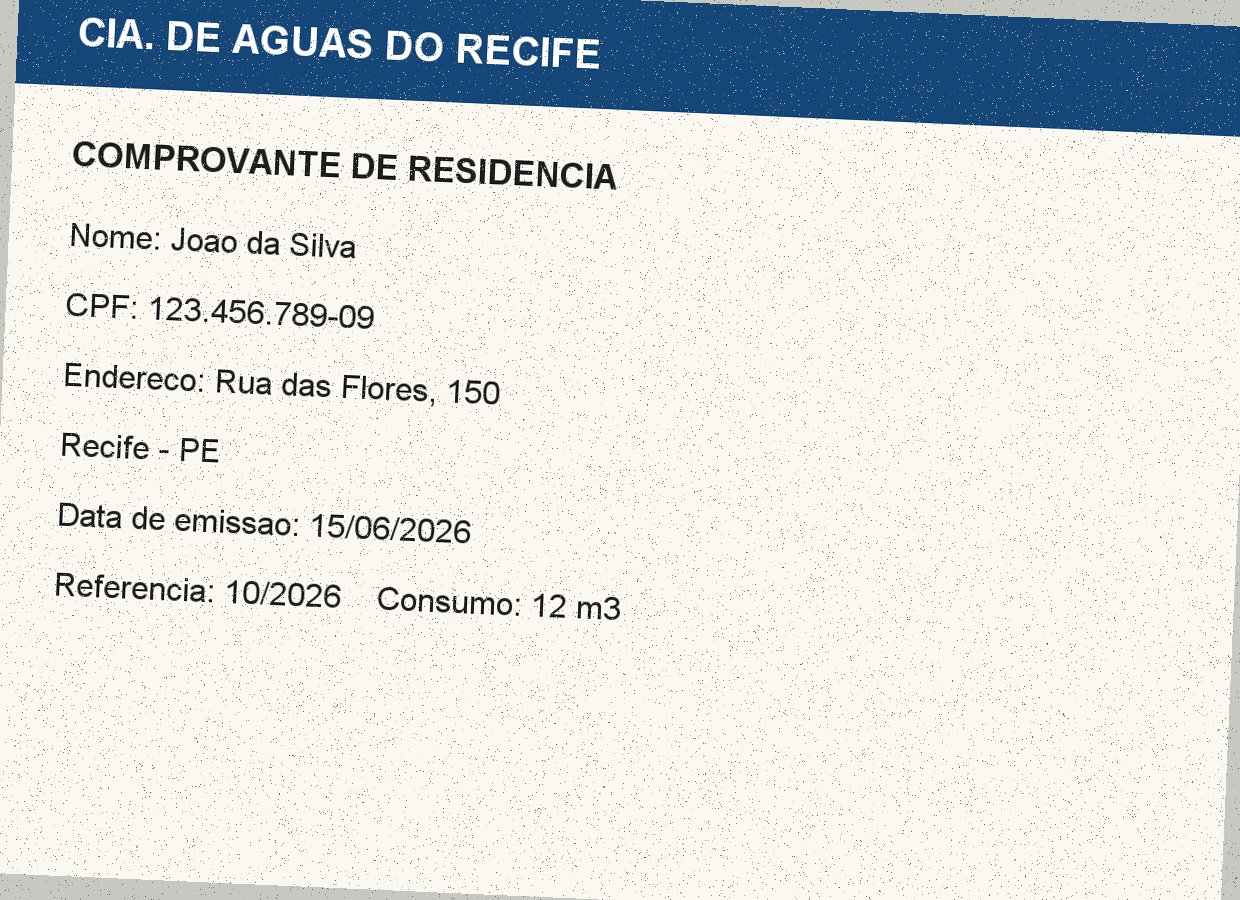 CIA. DE AGUAS DO RECIFE
COMPROVANTE DE RESIDENCIA
Nome: Joao da Silva
CPF: 123.456.789-09
Endereco: Rua das Flores, 150
Recife - PE
Data de emissao: 15/06/2026
Referencia: 10/2026 Consumo: 12 m3